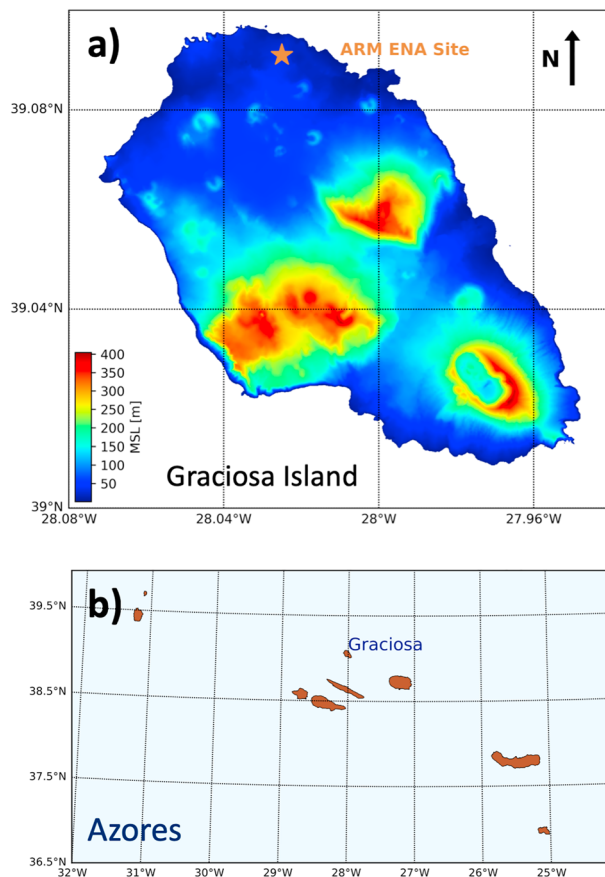 a)
ARM ENA Site
N
39.08°N
39.04°N
400
350
300
250
200
150
100
50
MSL [m]
Graciosa Island
39°N
28.08°W 28.04°W 28°W 27.96°W
b)
39.5°N
Graciosa
38.5°N
37.5°N
Azores
36.5°N
32°W 31°W 30°W 29°W 28°W 27°W 26°W 25°W